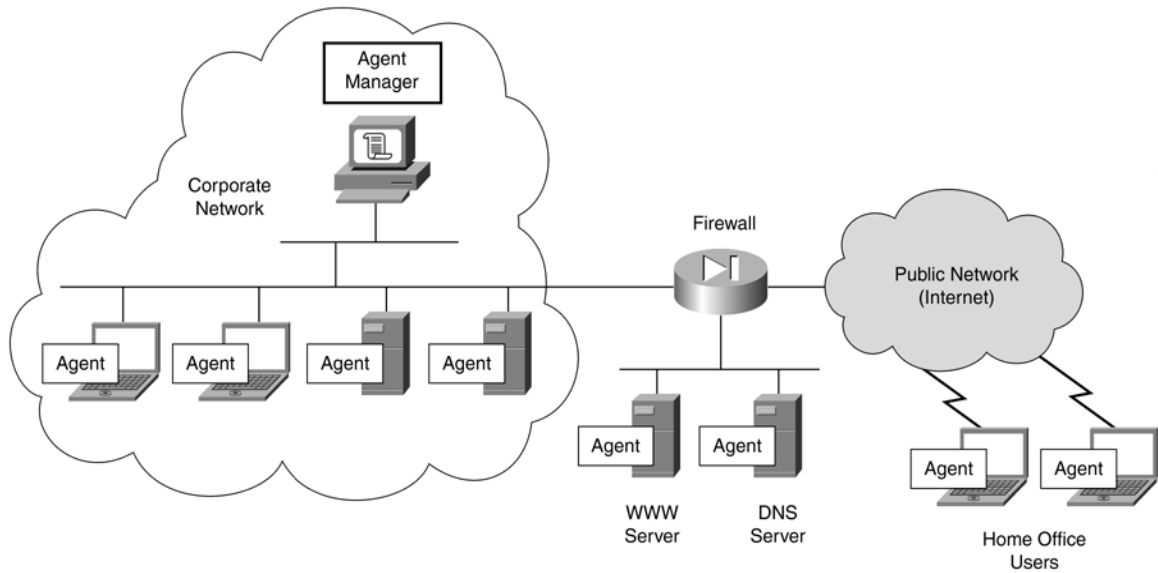 Agent
Manager
Corporate
Network
Firewall
Public Network
(Internet)
Agent
Agent
Agent
Agent
Agent
Agent
Agent
Agent
WWW
Server
DNS
Server
Home Office
Users